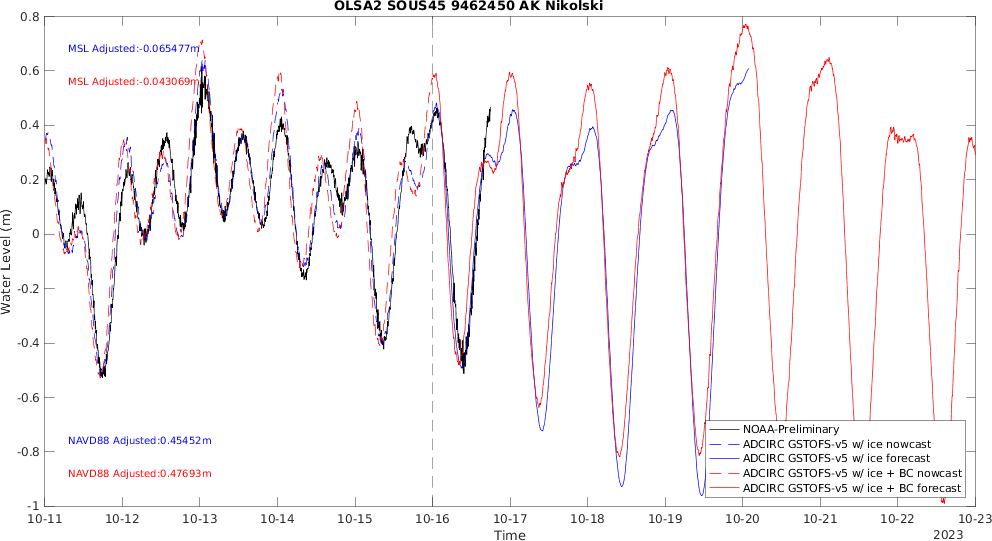 OLSA2 SOUS45 9462450 AK Nikolski
MSL Adjusted:-0.065477m
MSL Adjusted:-0.043069m
NAVD88 Adjusted:0.45452m
NAVD88 Adjusted:0.47693m
Water Level (m)
0.8
0.6
0.4
0.2
0
-0.2
-0.4
-0.6
-0.8
-1
NOAA-Preliminary
ADCIRC GSTOFS-v5 w/ ice nowcast
ADCIRC GSTOFS-v5 w/ ice forecast
ADCIRC GSTOFS-v5 w/ ice + BC nowcast
ADCIRC GSTOFS-v5 w/ ice + BC forecast
10-11 10-12 10-13 10-14 10-15 10-16 10-17 10-18 10-19 10-20 10-21 10-22 10-23
Time
2023